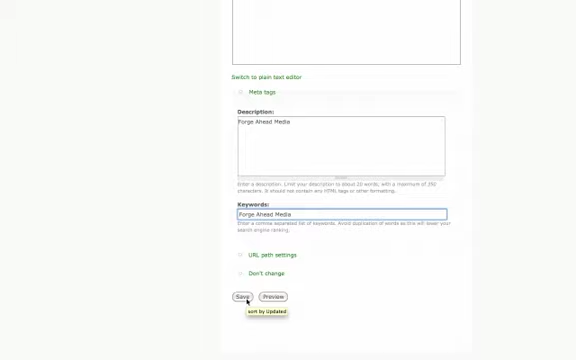 Switch to plain text editor
Meta tags
Description:
Forge Ahead Media
Enter a description. Limit your description to about 20 words, with a maximum of 350
characters. It should not contain any HTML tags or other formatting.
Keywords:
Forge Ahead Media
Enter a comma separated list of keywords. Avoid duplication of words as this will lower your
search engine ranking.
URL path settings
Don't change
Save Preview
sort by Updated